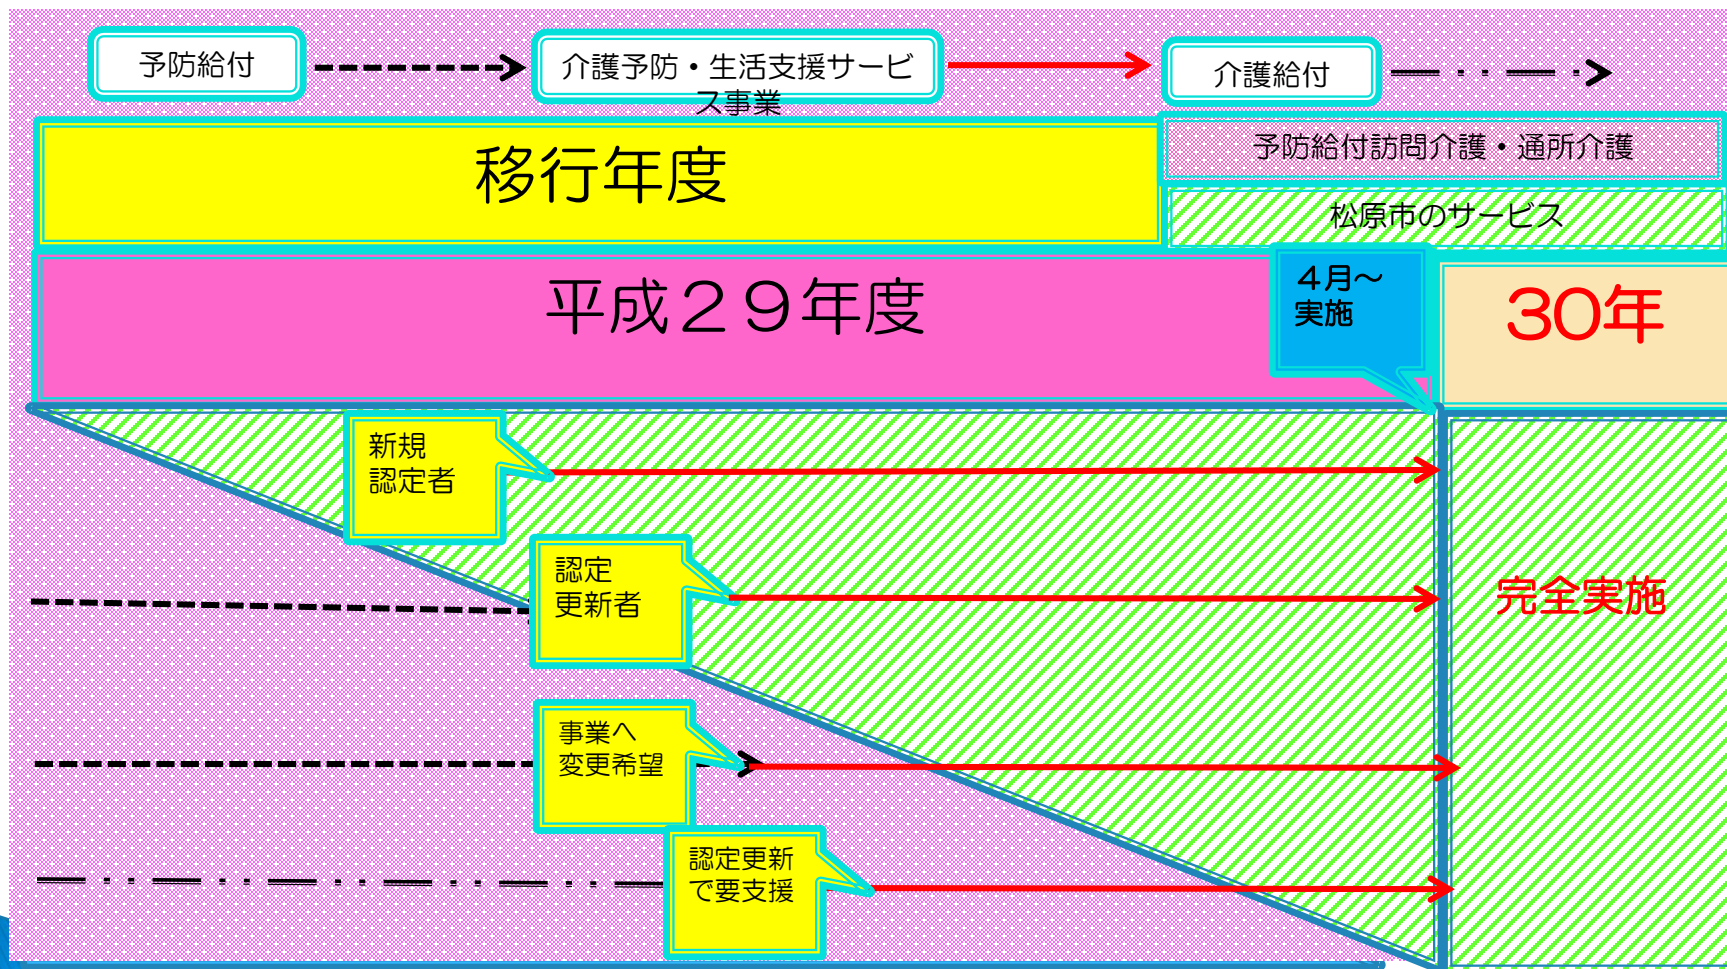 予防給付
介護予防・生活支援サービ
ス事業
介護給付
移行年度
予防給付訪問介護・通所介護
松原市のサービス
平成２９年度
４月～
実施
30年
新規
認定者
認定
更新者
完全実施
事業へ
変更希望
認定更新
で要支援